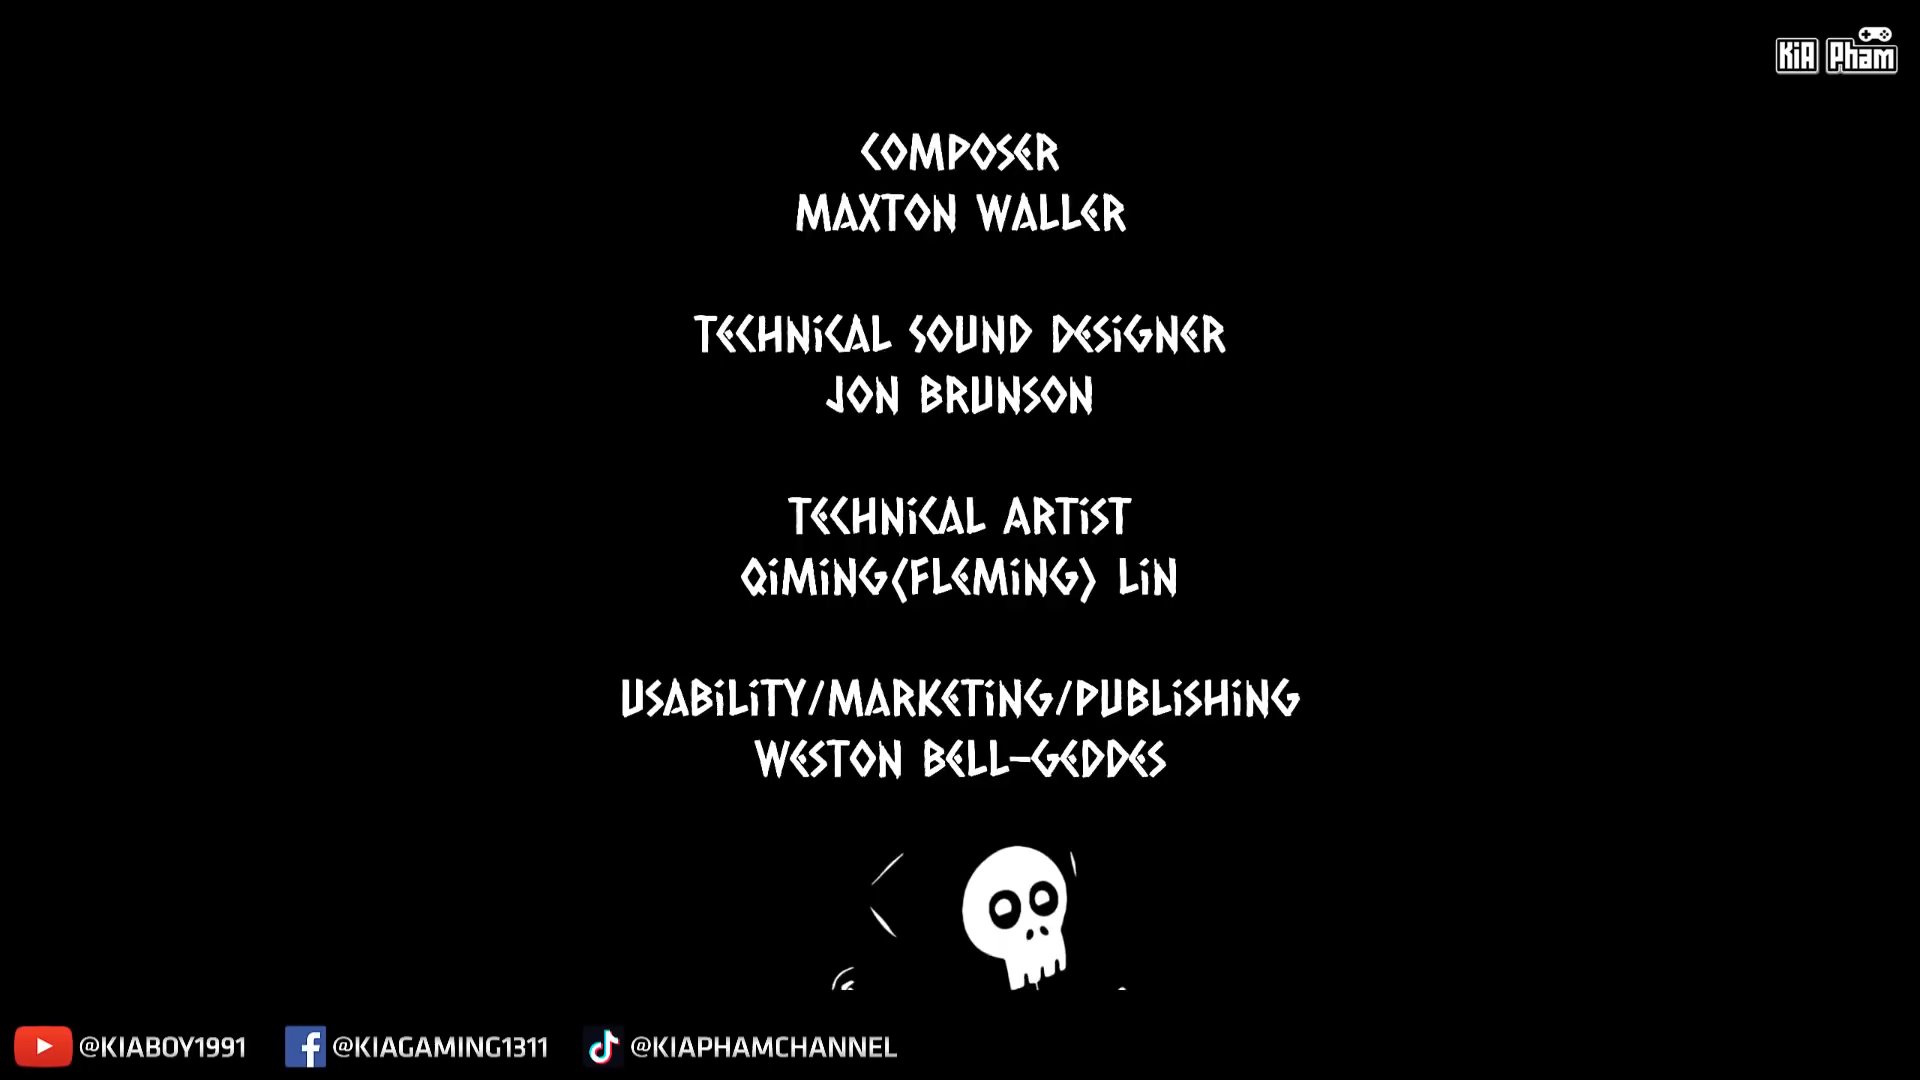 KiA Pham
COMPOSER
MAXTON WALLER
TECHNiCAL SOUND DESiGNER
JON BRUNSON
TECHNiCAL ARTiST
QiMiNG(FLEMiNG) LiN
USABiLiTY/MARKETiNG/PUBLiSHiNG
WESTON BELL-GEDDES
@KIABOY1991 @KIAGAMING1311 @KIAPHAMCHANNEL